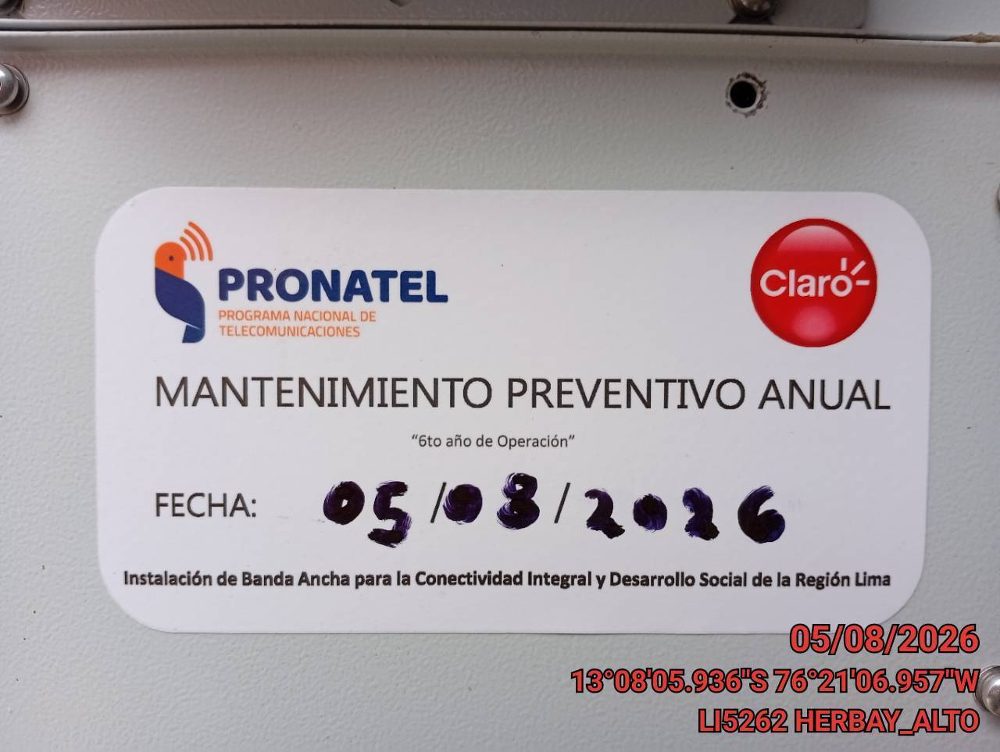 PRONATEL
PROGRAMA NACIONAL DE
TELECOMUNICACIONES
Claro
MANTENIMIENTO PREVENTIVO ANUAL
“6to año de Operación”
FECHA: 05/08/2026
Instalación de Banda Ancha para la Conectividad Integral y Desarrollo Social de la Región Lima
05/08/2026
13°08'05.936"S 76°21'06.957"W
LI5262 HERBAY_ALTO